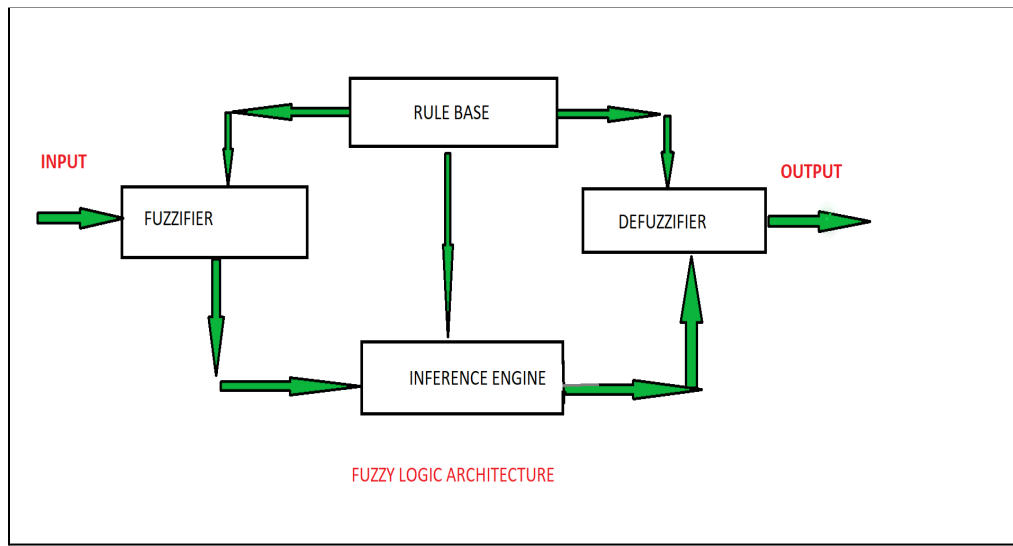 RULE BASE
INPUT
OUTPUT
FUZZIFIER
DEFUZZIFIER
INFERENCE ENGINE
FUZZY LOGIC ARCHITECTURE